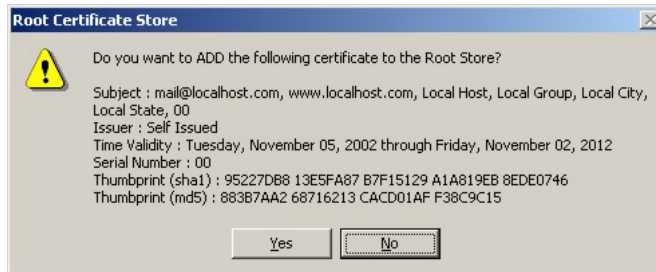 Root Certificate Store
Do you want to ADD the following certificate to the Root Store?
Subject : mail@localhost.com, www.localhost.com, Local Host, Local Group, Local City,
Local State, 00
Issuer : Self Issued
Time Validity : Tuesday, November 05, 2002 through Friday, November 02, 2012
Serial Number : 00
Thumbprint (sha1) : 95227DB8 13E5FA87 B7F15129 A1A819EB 8EDE0746
Thumbprint (md5) : 883B7AA2 68716213 CACD01AF F38C9C15
Yes No